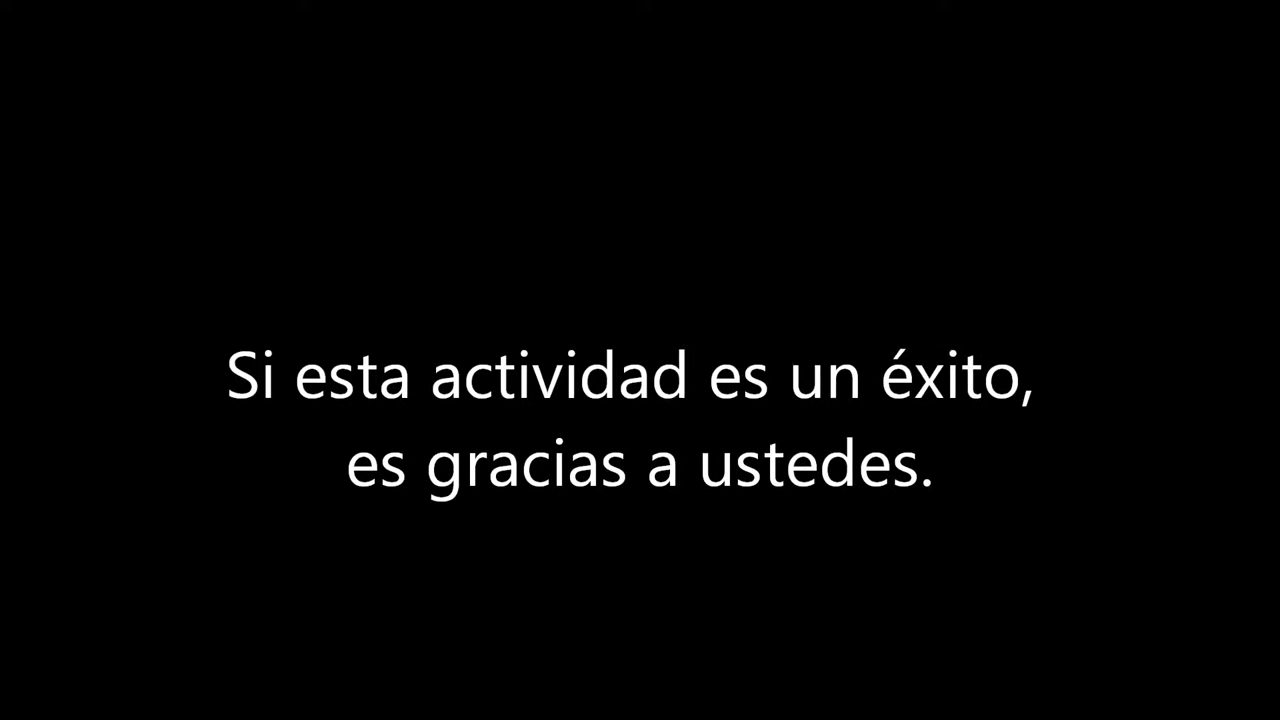 Si esta actividad es un éxito,
es gracias a ustedes.